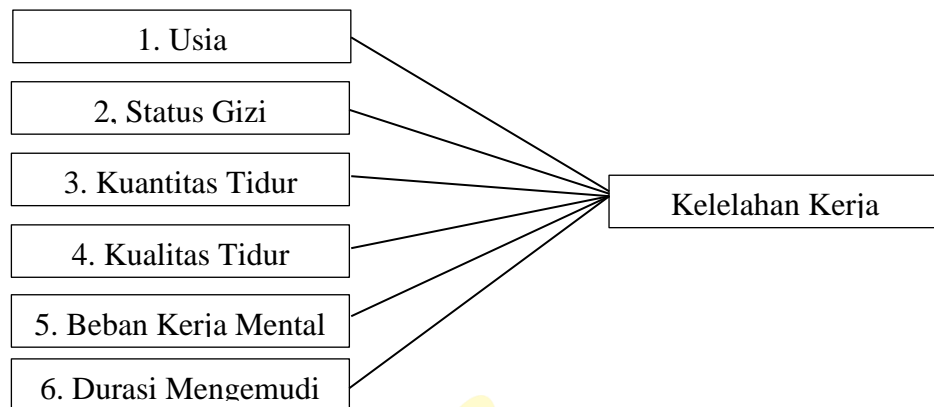 1. Usia
2, Status Gizi
3. Kuantitas Tidur
4. Kualitas Tidur
5. Beban Kerja Mental
6. Durasi Mengemudi
Kelelahan Kerja